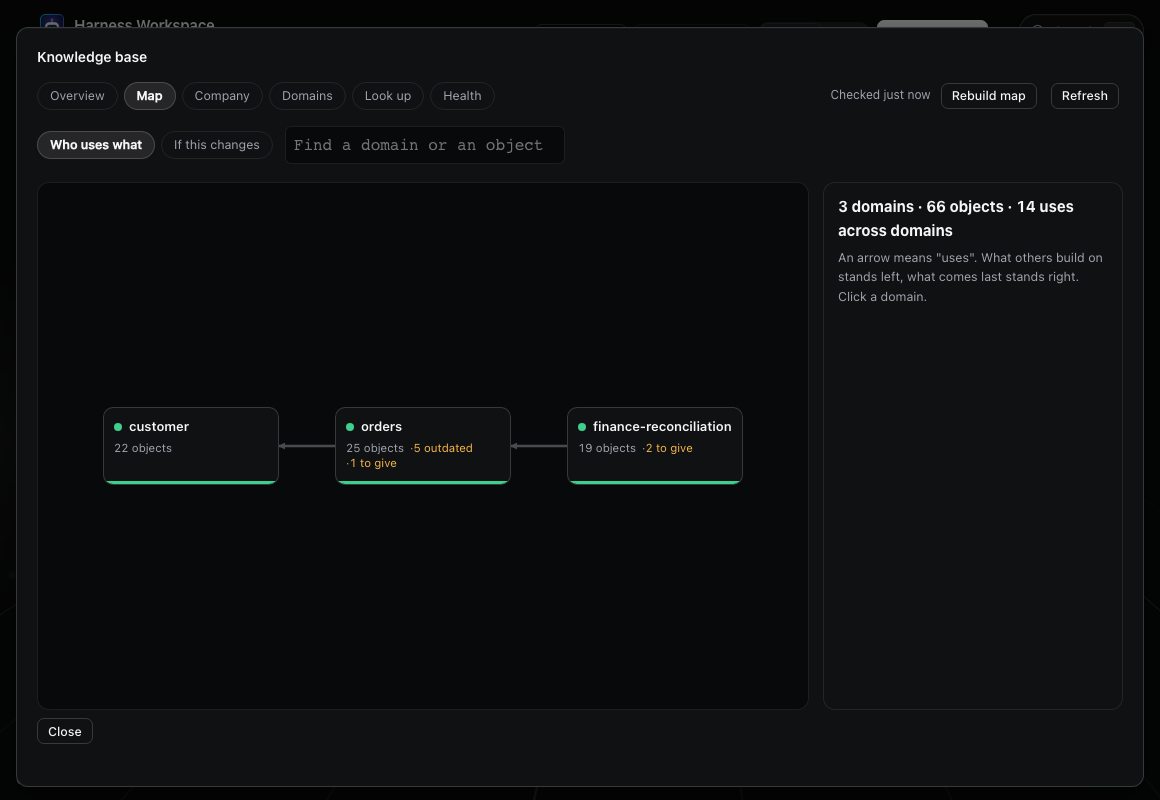 Harness Workspace
Knowledge base
Overview
Map
Company
Domains
Look up
Health
Checked just now
Rebuild map
Refresh
Who uses what
If this changes
Find a domain or an object
3 domains · 66 objects · 14 uses
across domains
An arrow means "uses". What others build on
stands left, what comes last stands right.
Click a domain.
customer
22 objects
orders
25 objects ·5 outdated
·1 to give
finance-reconciliation
19 objects ·2 to give
Close